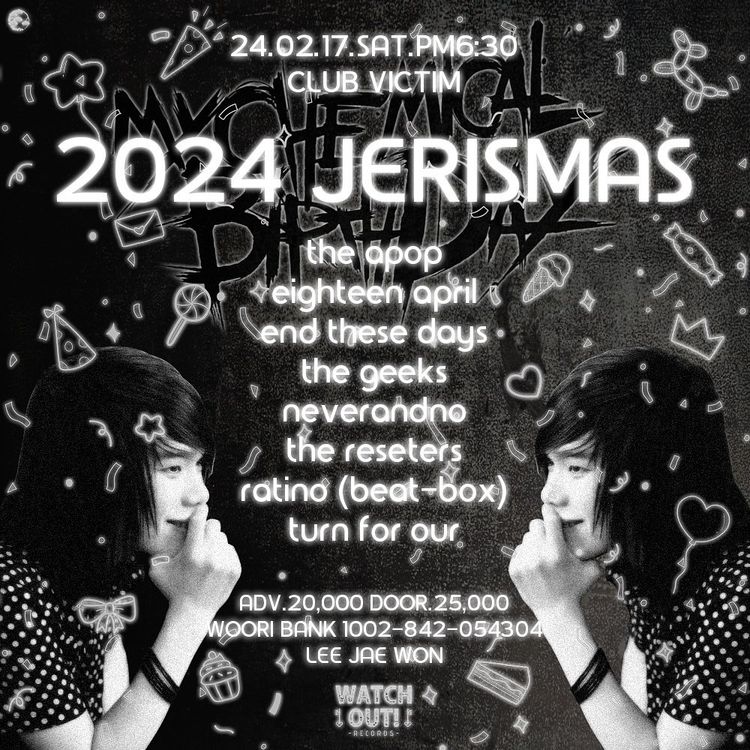 24.02.17.SAT.PM6:30
CLUB VICTIM
MY CHEMICAL
2024 JERISMAS
BIRTHDAY
the apop
eighteen april
end these days
the geeks
neverandno
the reseters
ratino (beat-box)
turn for our
ADV.20,000 DOOR.25,000
WOORI BANK 1002-842-054304
LEE JAE WON
WATCH
OUT!
-RECORDS-